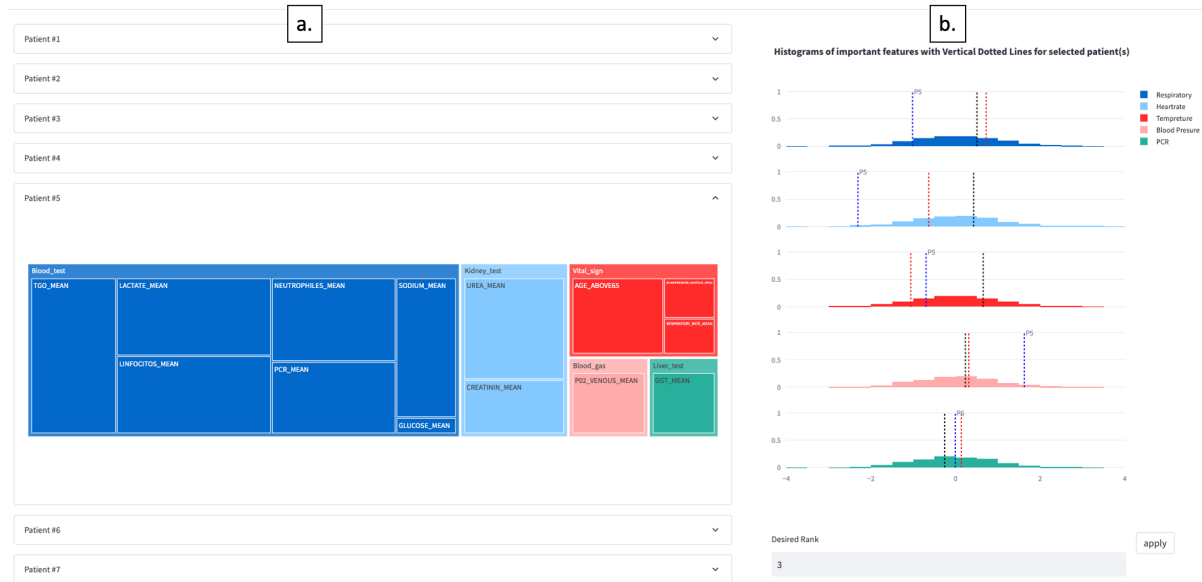 a.
Patient #1
Patient #2
Patient #3
Patient #4
Patient #5
Blood_test
TGO_MEAN
LACTATE_MEAN
LINFOCITOS_MEAN
NEUTROPHILES_MEAN
PCR_MEAN
SODIUM_MEAN
GLUCOSE_MEAN
Kidney_test
UREA_MEAN
CREATININ_MEAN
Vital_sign
AGE_ABOVE65
RESPIRATORY_RATE_MEAN
Blood_gas
P02_VENOUS_MEAN
Liver_test
GGT_MEAN
Patient #6
Patient #7
b.
Histograms of important features with Vertical Dotted Lines for selected patient(s)
1
0.5
0
P5
1
0.5
0
P5
1
0.5
0
P5
1
0.5
0
P5
1
0.5
0
P5
−4
−2
0
2
4
Respiratory
Heartrate
Tempreture
Blood Presure
PCR
Desired Rank
3
apply